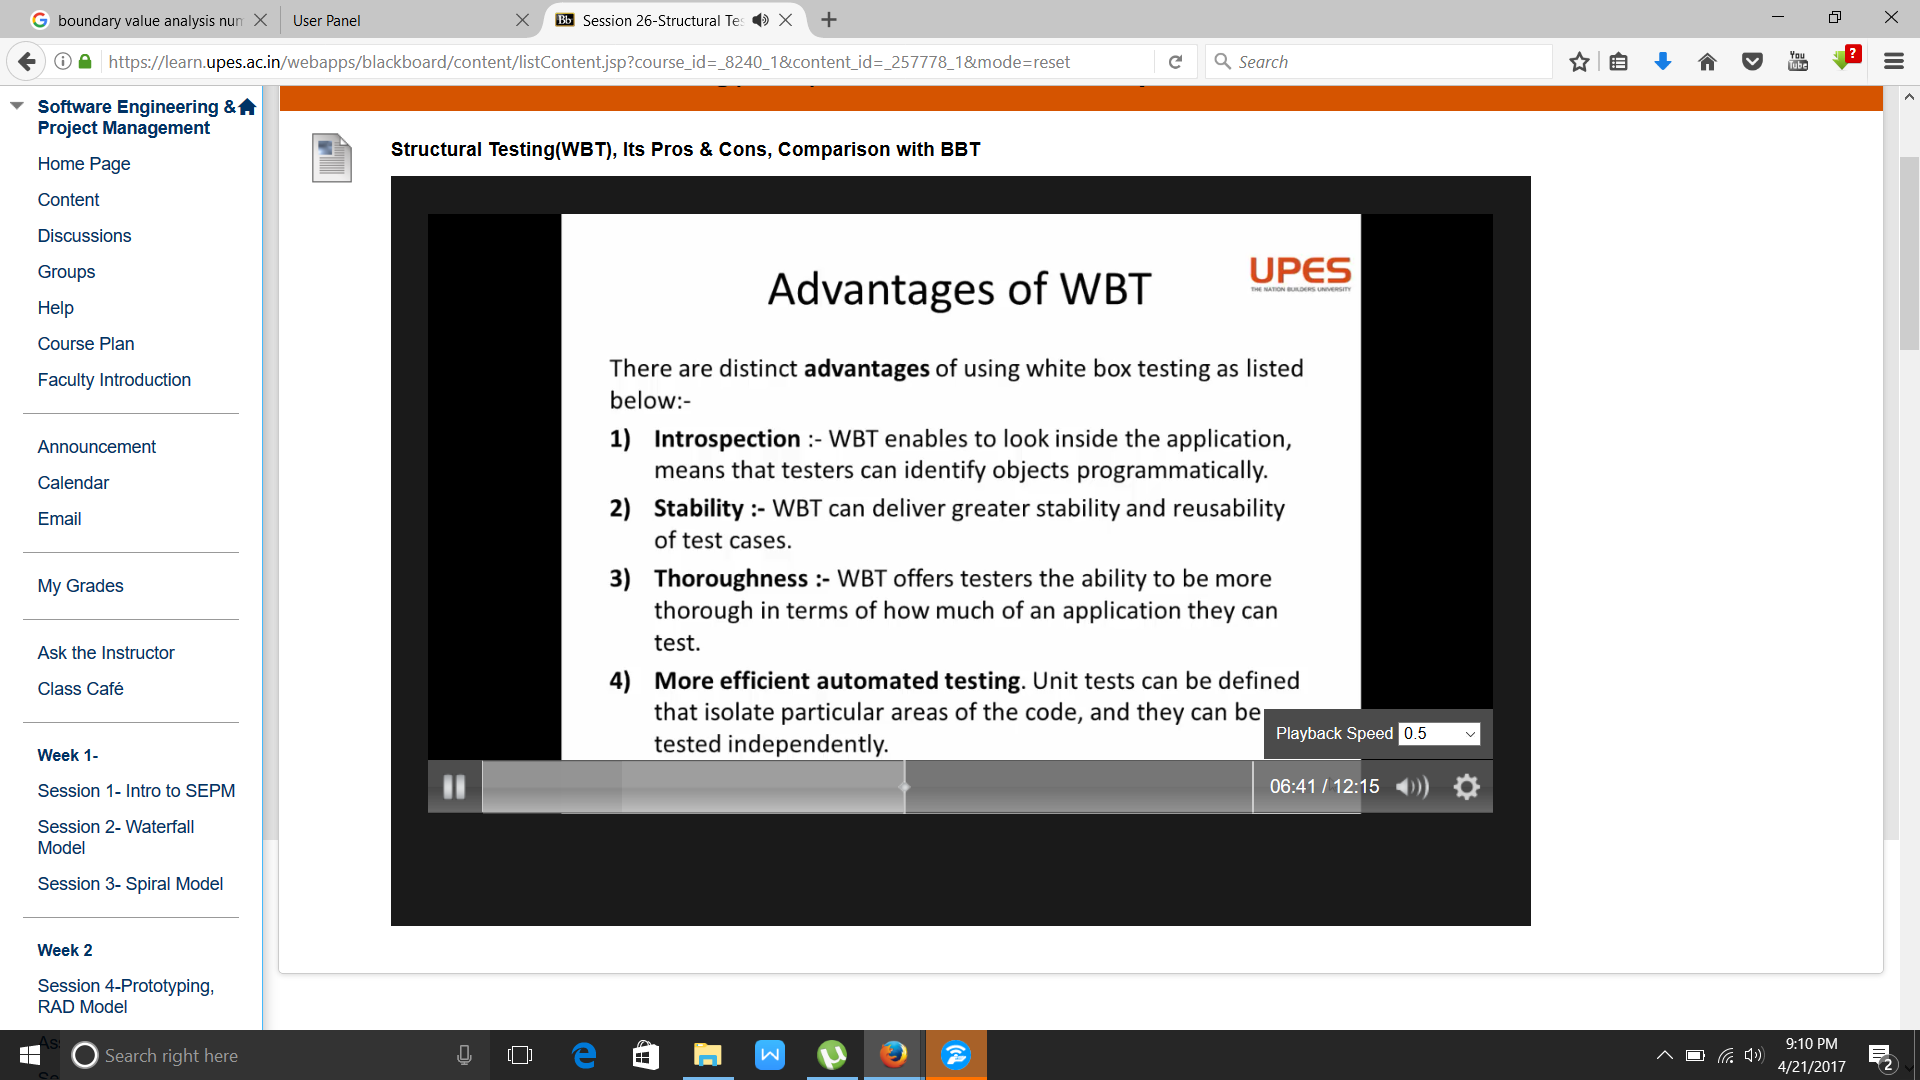 boundary value analysis num
User Panel
Bb Session 26-Structural Tes
https://learn.upes.ac.in/webapps/blackboard/content/listContent.jsp?course_id=_8240_1&content_id=_257778_1&mode=reset
Search
You Tube
?
Software Engineering &
Project Management
Home Page
Content
Discussions
Groups
Help
Course Plan
Faculty Introduction
Announcement
Calendar
Email
My Grades
Ask the Instructor
Class Café
Week 1-
Session 1- Intro to SEPM
Session 2- Waterfall
Model
Session 3- Spiral Model
Week 2
Session 4-Prototyping,
RAD Model
Structural Testing(WBT), Its Pros & Cons, Comparison with BBT
UPES
THE NATION BUILDERS UNIVERSITY
Advantages of WBT
There are distinct advantages of using white box testing as listed
below:-
1) Introspection :- WBT enables to look inside the application,
means that testers can identify objects programmatically.
2) Stability :- WBT can deliver greater stability and reusability
of test cases.
3) Thoroughness :- WBT offers testers the ability to be more
thorough in terms of how much of an application they can
test.
4) More efficient automated testing. Unit tests can be defined
that isolate particular areas of the code, and they can be
tested independently.
Playback Speed 0.5
06:41 / 12:15
Search right here
9:10 PM
4/21/2017
2